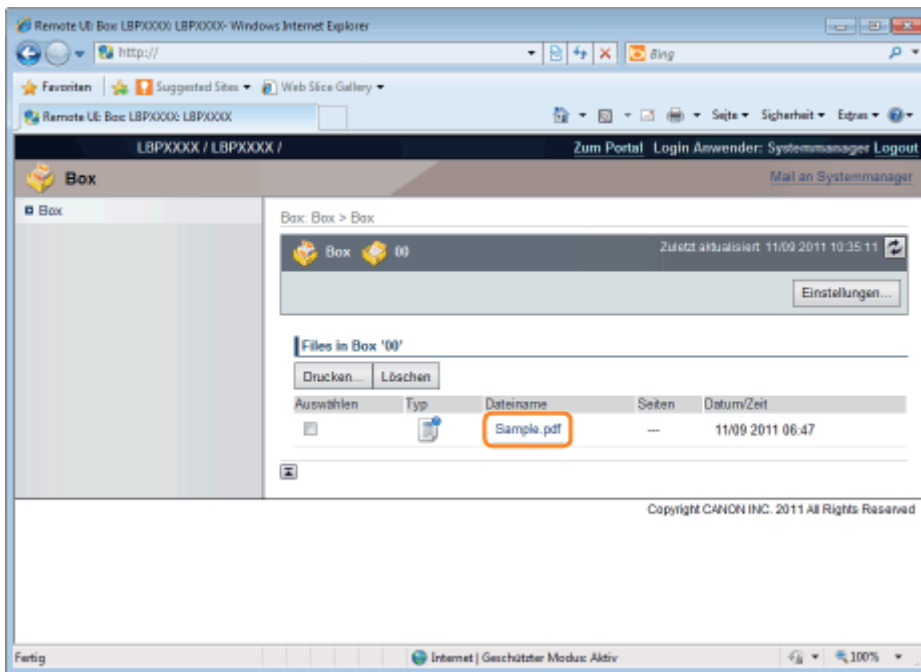 Remote UI: Box: LBPXXXX: LBPXXXX- Windows Internet Explorer
http://
Bing
Favoriten Suggested Sites Web Slice Gallery
Remote UI: Box: LBPXXXX: LBPXXXX Seite Sicherheit Extras
LBPXXXX / LBPXXXX / Zum Portal Login Anwender: Systemmanager Logout
Box Mail an Systemmanager
Box
Box: Box > Box
Box 00 Zuletzt aktualisiert 11/09 2011 10:35:11
Einstellungen...
Files in Box '00'
Drucken... Löschen
Auswählen Typ Dateiname Seiten Datum/Zeit
Sample.pdf --- 11/09 2011 06:47
Copyright CANON INC. 2011 All Rights Reserved
Fertig Internet | Geschützter Modus: Aktiv 100%